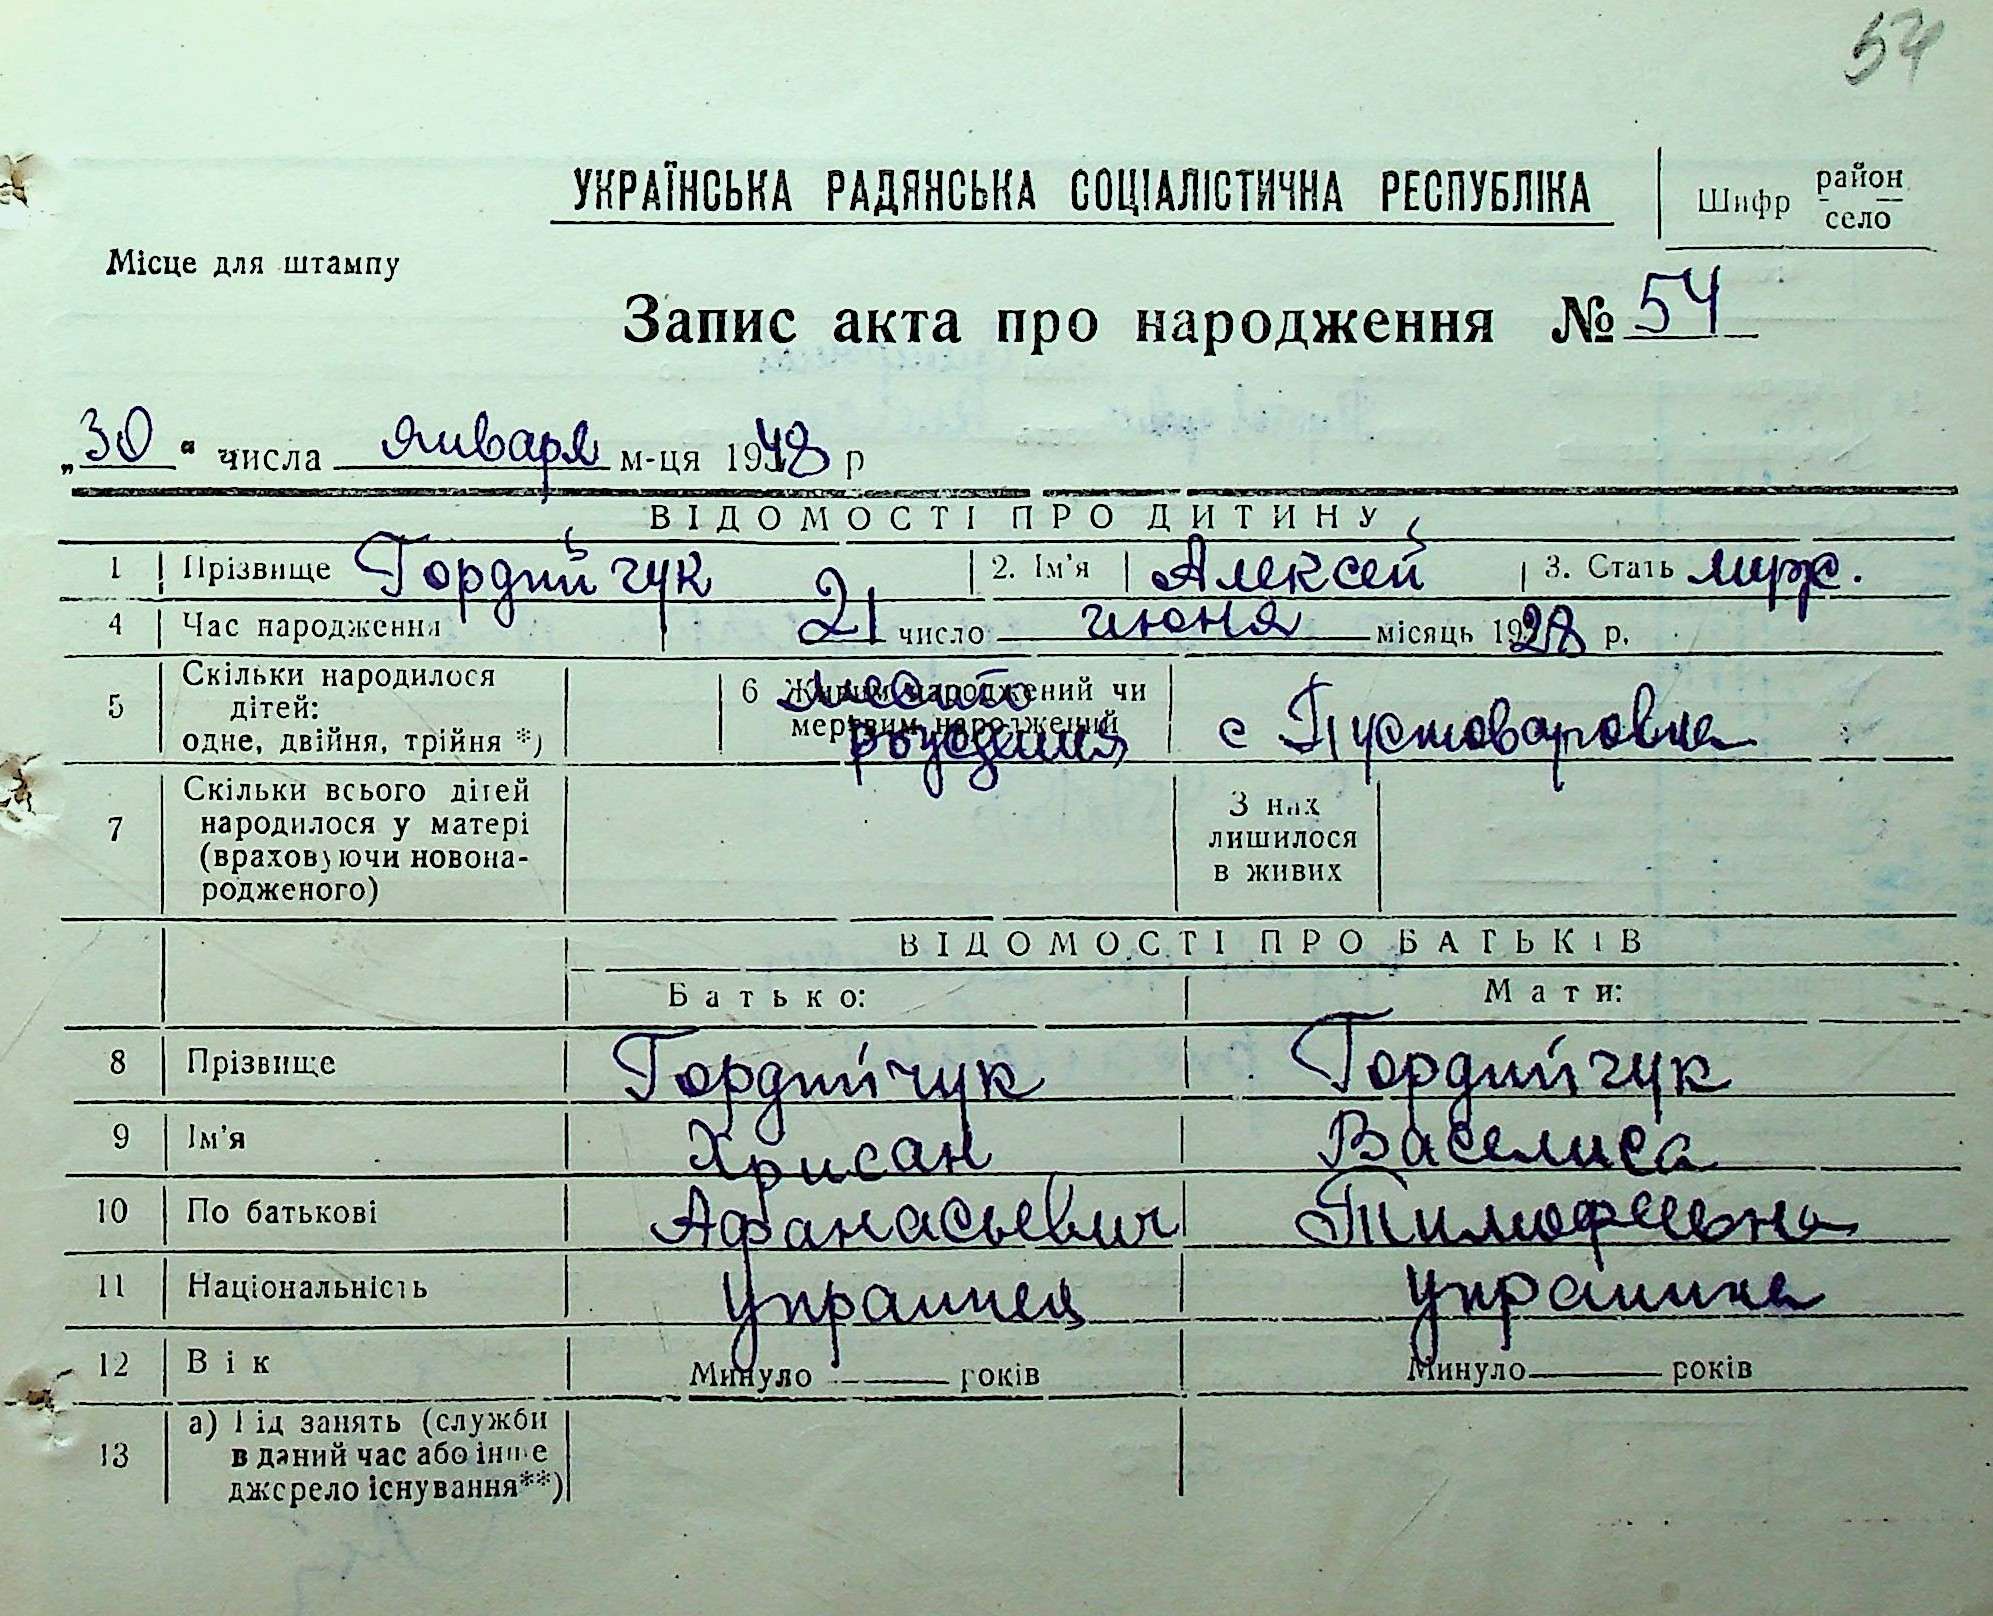 54
УКРАЇНСЬКА РАДЯНСЬКА СОЦІАЛІСТИЧНА РЕСПУБЛІКА
Шифр район село
Місце для штампу
Запис акта про народження № 54
„30" числа января м-ця 1948 р
ВІДОМОСТІ ПРО ДИТИНУ
1 Прізвище Гордийчук 2. Ім'я Алексей 3. Стать муж.
4 Час народження 21 число июня місяць 1928 р.
5 Скільки народилося дітей: одне, двійня, трійня *)
6 Живим народжений чи мертвим народжений
место рождения
с Пустоваровка
7 Скільки всього дітей народилося у матері (враховуючи новонародженого)
З них лишилося в живих
ВІДОМОСТІ ПРО БАТЬКІВ
Батько: Мати:
8 Прізвище Гордийчук Гордийчук
9 Ім'я Хрисан Васелиса
10 По батькові Афанасьевич Тимофеевна
11 Національність украинец украинка
12 Вік Минуло років Минуло років
13 а) Рід занять (служби
в даний час або інше
джерело існування**)